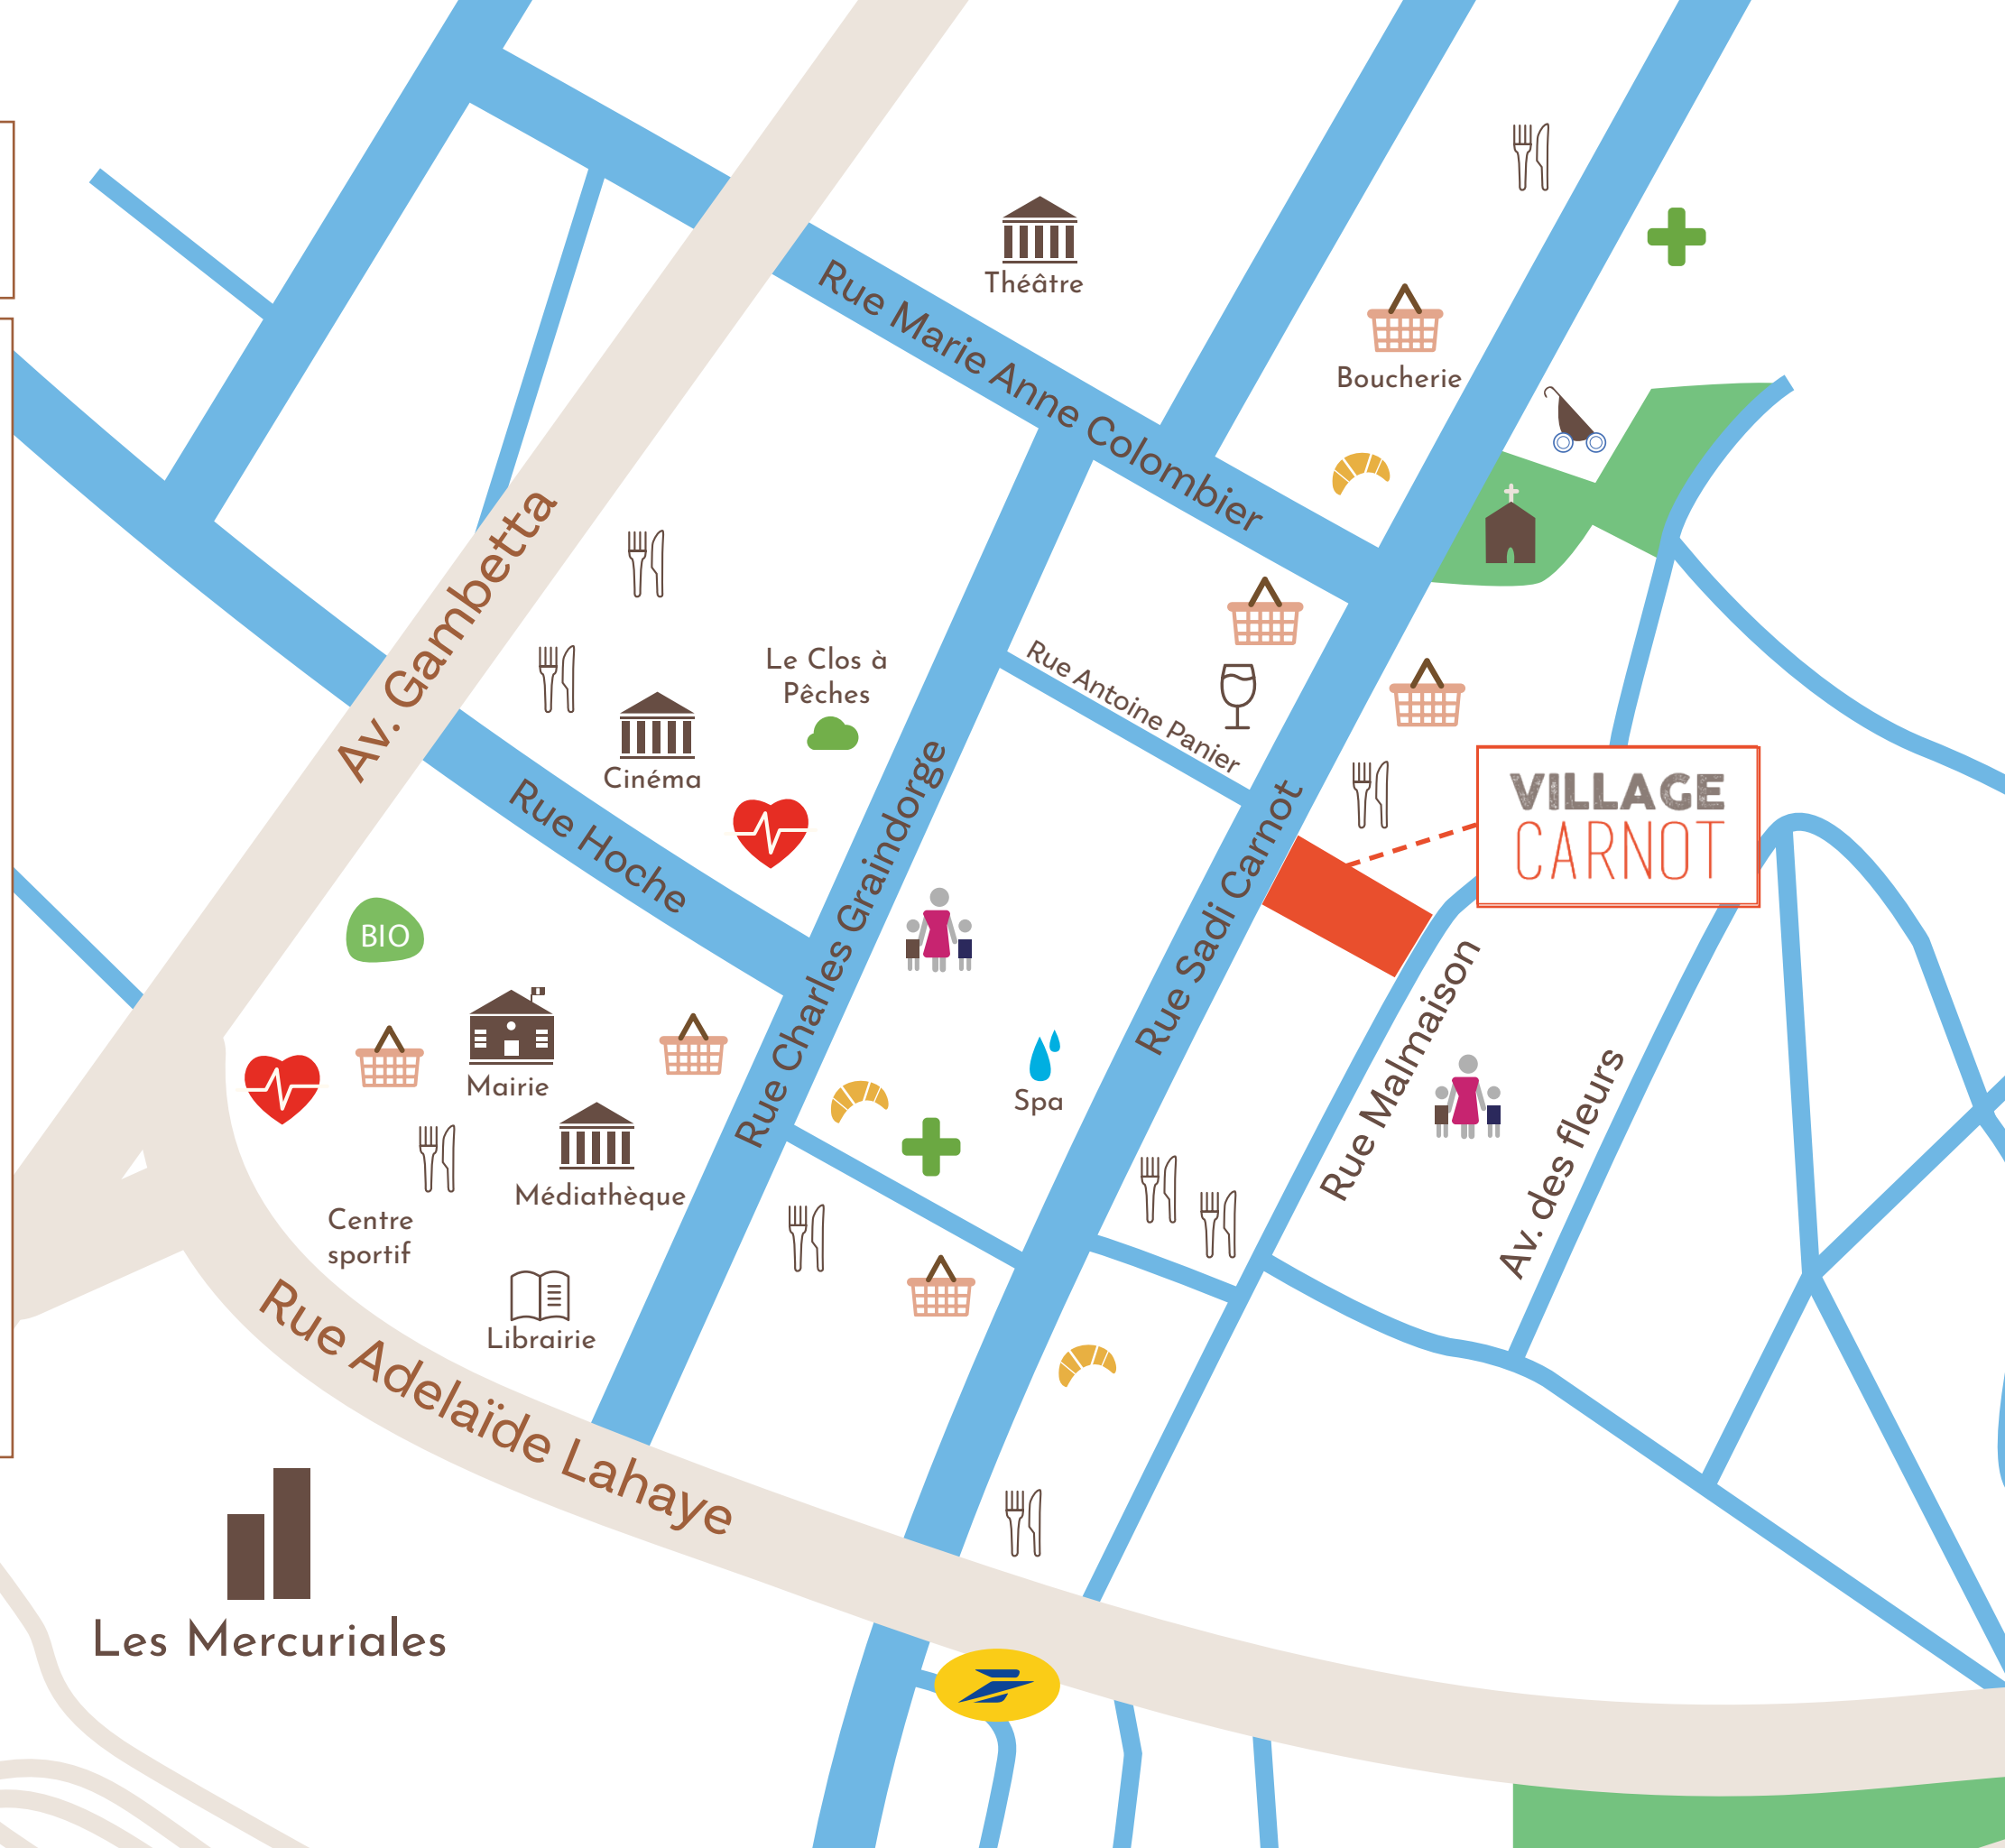 Théâtre
Rue Marie Anne Colombier
Boucherie
Av. Gambetta
Le Clos à
Pêches
Rue Antoine Panier
Cinéma
Rue Hoche
Rue Charles Graindorge
Rue Sadi Carnot
VILLAGE
CARNOT
BIO
Mairie
Spa
Rue Malmaison
Av. des fleurs
Médiathèque
Centre
sportif
Librairie
Rue Adelaïde Lahaye
Les Mercuriales